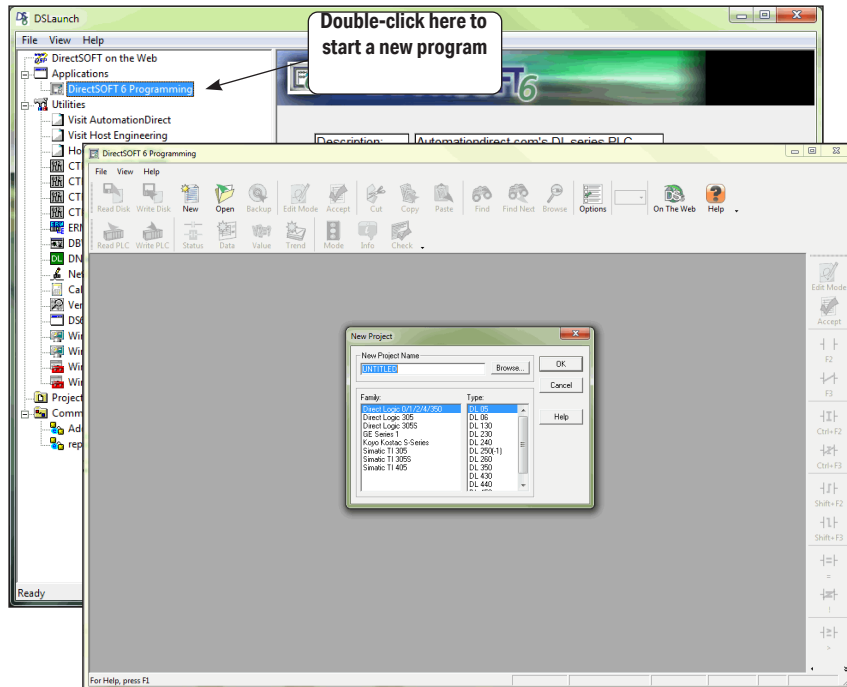 DSLaunch
Double-click here to
start a new program
File View Help
DirectSOFT on the Web
Applications
DirectSOFT 6 Programming
Utilities
Visit AutomationDirect
Visit Host Engineering
Description: Automationdirect.com's DL series PLC
DirectSOFT 6 Programming
File View Help
Read Disk Write Disk New Open Backup Edit Mode Accept Cut Copy Paste Find Find Next Browse Options On The Web Help
Read PLC Write PLC Status Data Value Trend Mode Info Check
Edit Mode
Accept
F2
F3
Ctrl+F2
Ctrl+F3
Shift+F2
Shift+F3
=
!
>
New Project
New Project Name
UNTITLED
Browse...
OK
Cancel
Help
Family:
Direct Logic 0/1/2/4/350
Direct Logic 305
Direct Logic 305S
GE Series 1
Koyo Kostac S-Series
Simatic TI 305
Simatic TI 305S
Simatic TI 405
Type:
DL 05
DL 06
DL 130
DL 230
DL 240
DL 250(-1)
DL 260
DL 350
DL 430
DL 440
Project
Comm
Ready
For Help, press F1